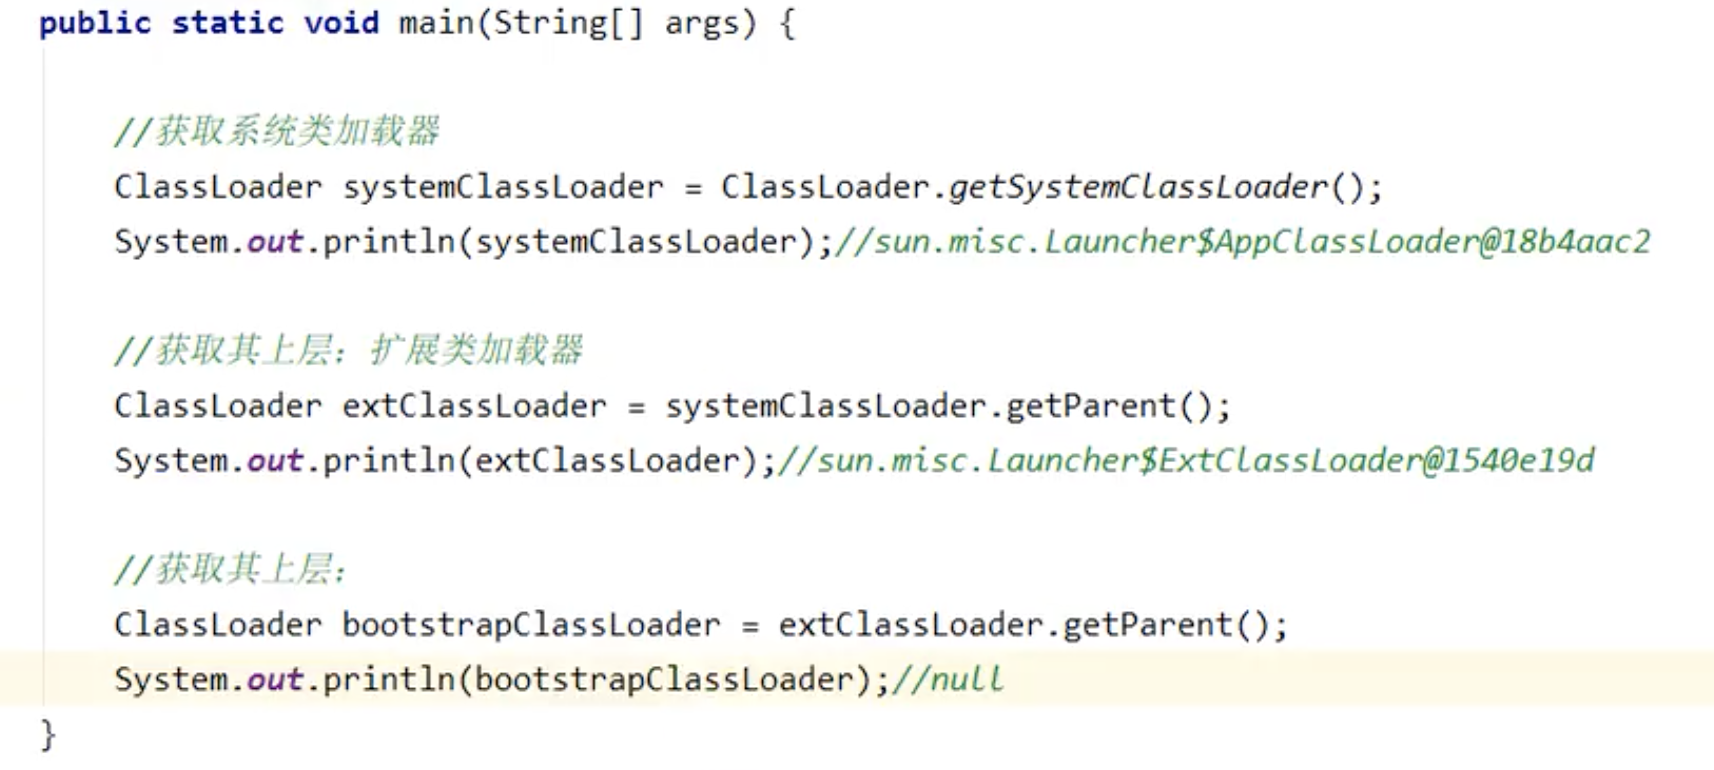 public static void main(String[] args) {
//获取系统类加载器
ClassLoader systemClassLoader = ClassLoader.getSystemClassLoader();
System.out.println(systemClassLoader);//sun.misc.Launcher$AppClassLoader@18b4aac2
//获取其上层：扩展类加载器
ClassLoader extClassLoader = systemClassLoader.getParent();
System.out.println(extClassLoader);//sun.misc.Launcher$ExtClassLoader@1540e19d
//获取其上层：
ClassLoader bootstrapClassLoader = extClassLoader.getParent();
System.out.println(bootstrapClassLoader);//null
}